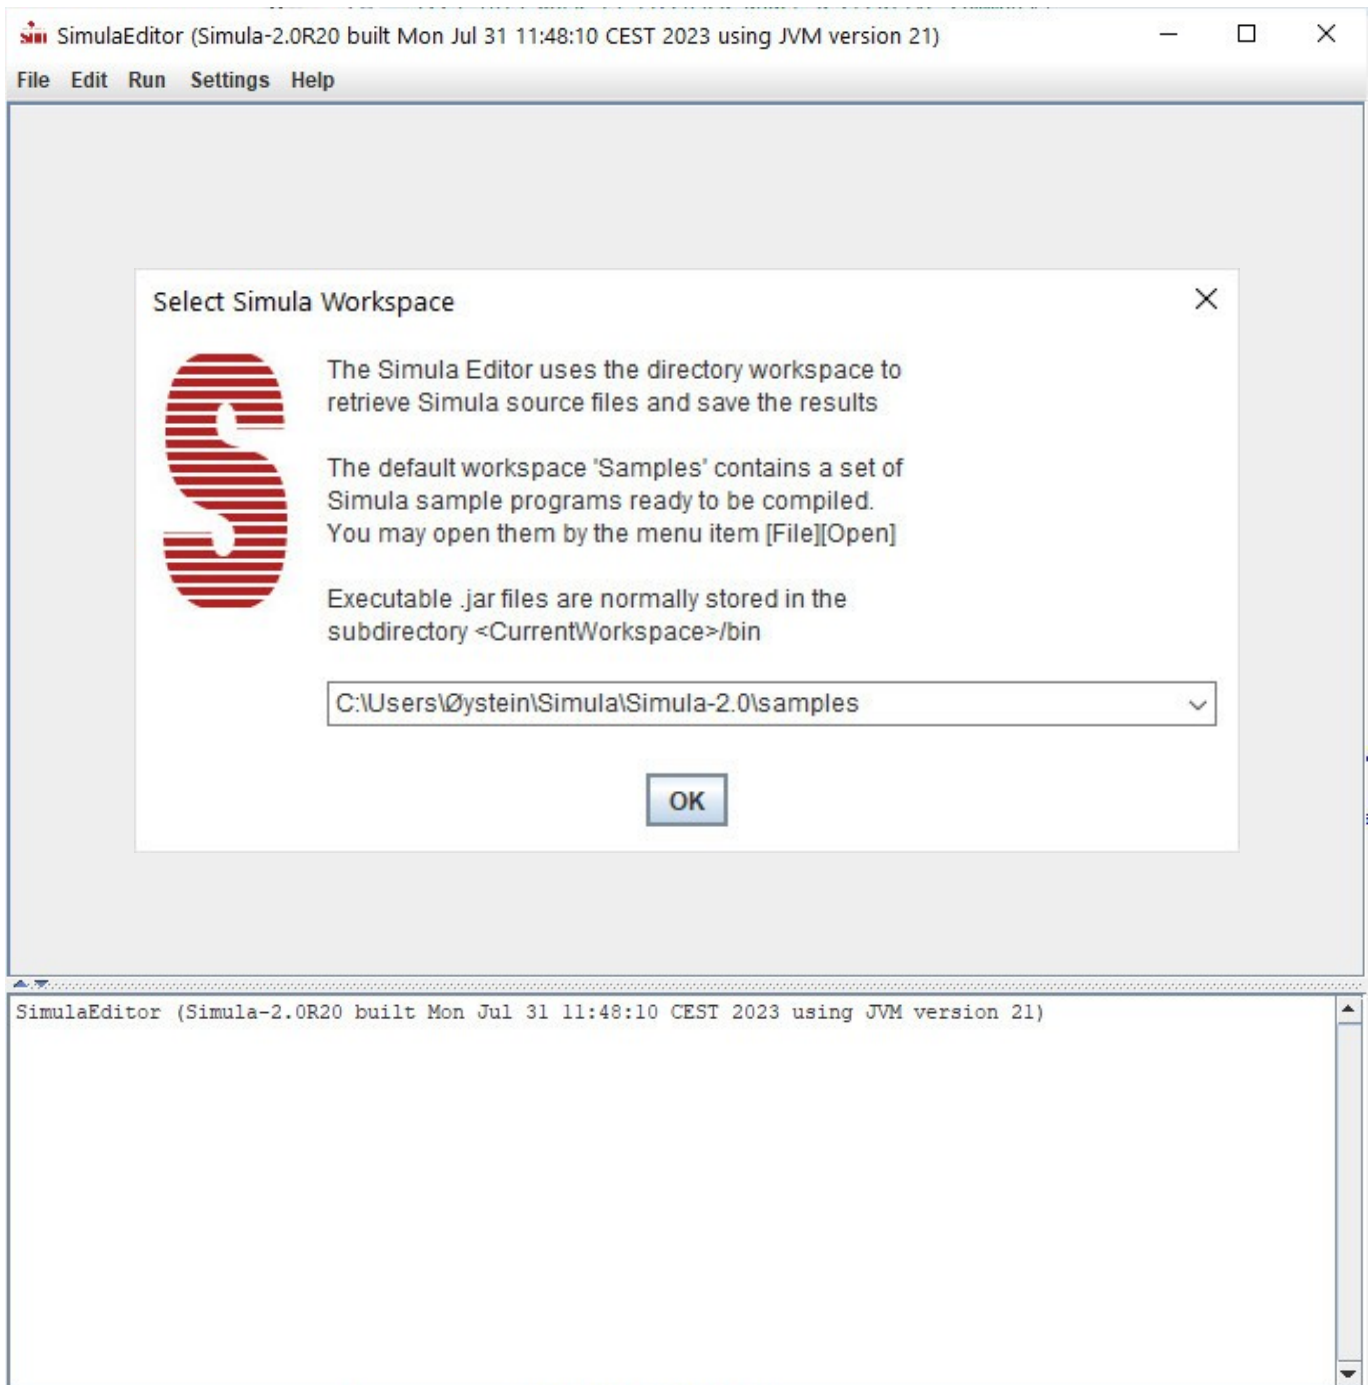 SimulaEditor (Simula-2.0R20 built Mon Jul 31 11:48:10 CEST 2023 using JVM version 21)
File Edit Run Settings Help
Select Simula Workspace
The Simula Editor uses the directory workspace to
retrieve Simula source files and save the results
The default workspace 'Samples' contains a set of
Simula sample programs ready to be compiled.
You may open them by the menu item [File][Open]
Executable .jar files are normally stored in the
subdirectory <CurrentWorkspace>/bin
C:\Users\Øystein\Simula\Simula-2.0\samples
OK
SimulaEditor (Simula-2.0R20 built Mon Jul 31 11:48:10 CEST 2023 using JVM version 21)